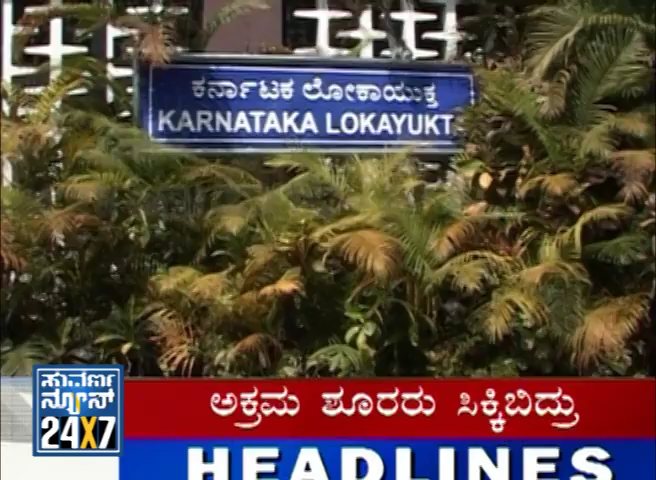 ಕರ್ನಾಟಕ ಲೋಕಾಯುಕ್ತ
KARNATAKA LOKAYUKT
ಸುವರ್ಣ
ನ್ಯೂಸ್
24X7
ಅಕ್ರಮ ಶೂರರು ಸಿಕ್ಕಿಬಿದ್ರು
HEADLINES